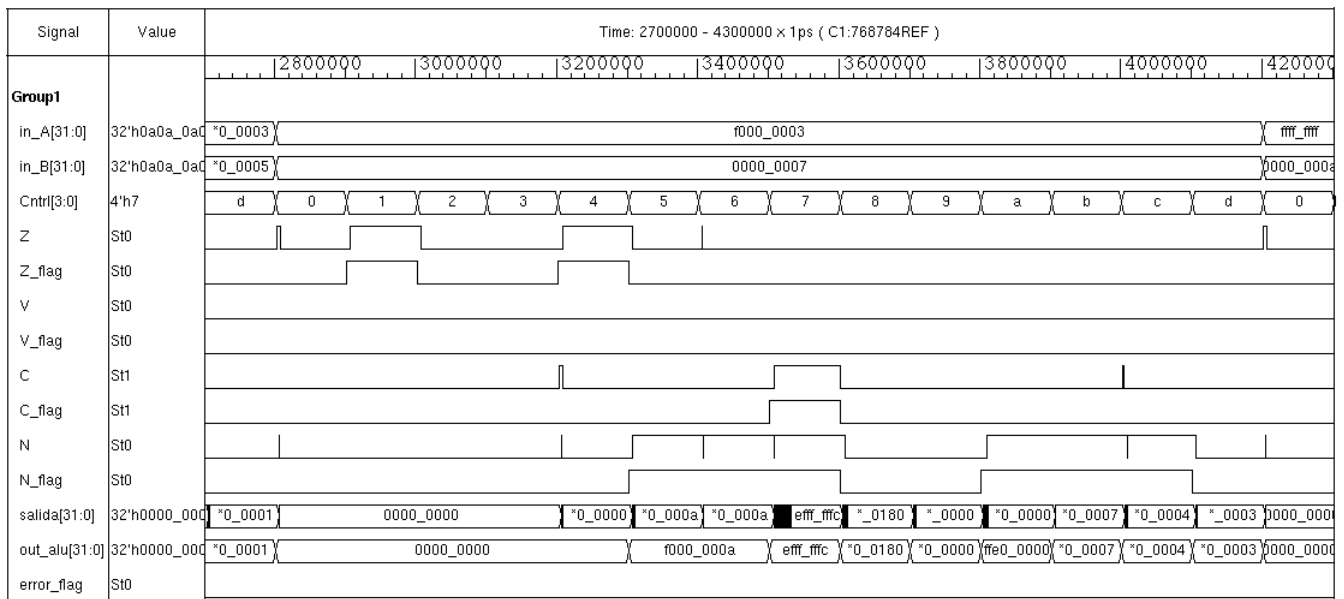 Signal Value Time: 2700000 - 4300000 x 1ps ( C1:768784REF )
2800000 3000000 3200000 3400000 3600000 3800000 4000000 420000
Group1
in_A[31:0] 32'h0a0a_0a0 *0_0003 f000_0003 ffff_ffff
in_B[31:0] 32'h0a0a_0a0 *0_0005 0000_0007 0000_000a
Cntrl[3:0] 4'h7 d 0 1 2 3 4 5 6 7 8 9 a b c d 0
Z St0
Z_flag St0
V St0
V_flag St0
C St1
C_flag St1
N St0
N_flag St0
salida[31:0] 32'h0000_000 *0_0001 0000_0000 *0_0000 *0_000a *0_000a efff_fffc *_0180 *_0000 *0_0000 *0_0007 *0_0004 *_0003 0000_0000
out_alu[31:0] 32'h0000_000 *0_0001 0000_0000 f000_000a efff_fffc *0_0180 *0_0000 ffe0_0000 *0_0007 *0_0004 *0_0003 0000_0000
error_flag St0